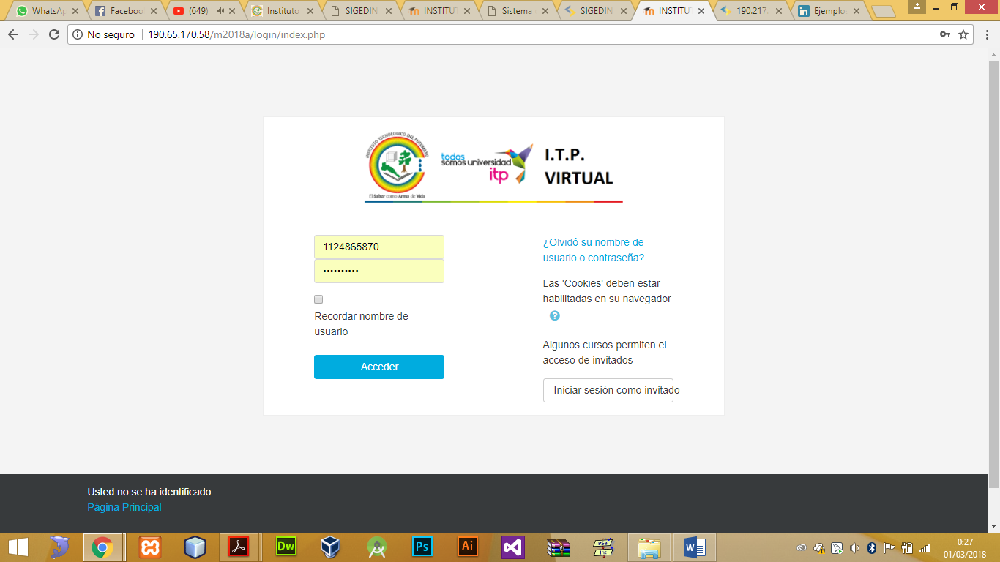 WhatsAp
Faceboo
(649)
Instituto
SIGEDIN
INSTITUT
Sistema
SIGEDIN
INSTITUT
190.217.
Ejemplo
No seguro
190.65.170.58/m2018a/login/index.php
INSTITUTO TECNOLOGICO DEL PUTUMAYO
El Saber como Arma de Vida
todos
somos universidad
itp
I.T.P.
VIRTUAL
1124865870
••••••••••
Recordar nombre de
usuario
Acceder
¿Olvidó su nombre de
usuario o contraseña?
Las 'Cookies' deben estar
habilitadas en su navegador
Algunos cursos permiten el
acceso de invitados
Iniciar sesión como invitado
Usted no se ha identificado.
Página Principal
Dw
Ps
Ai
PSe
Int
W
0:27
01/03/2018